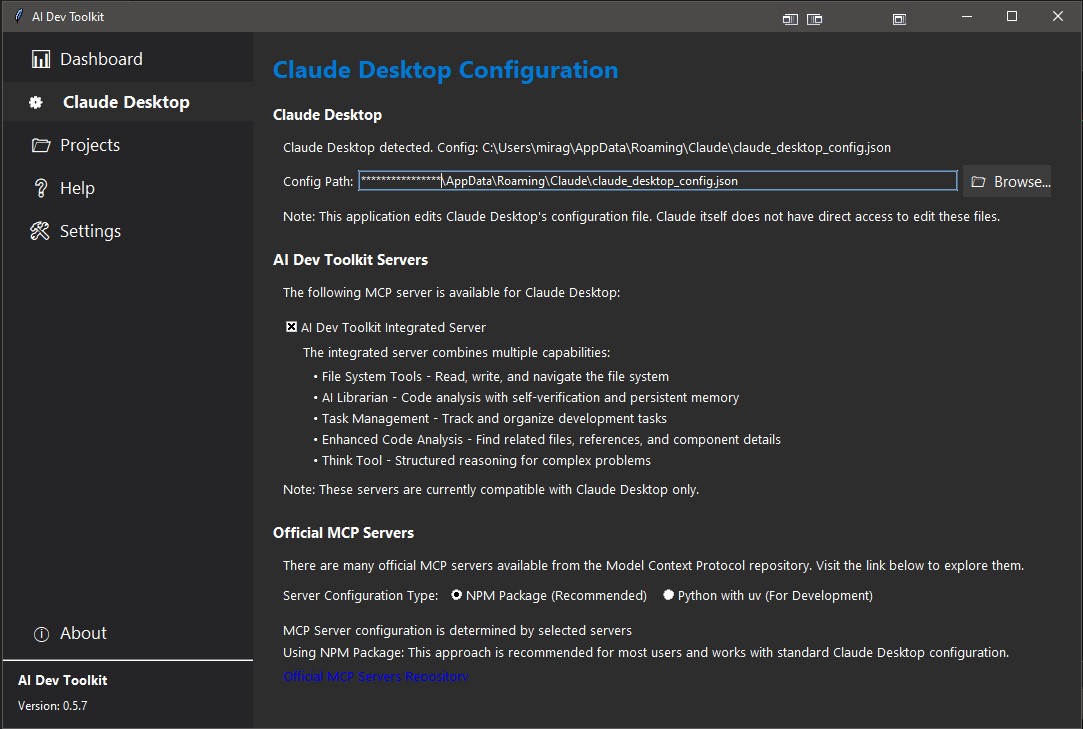 AI Dev Toolkit
Dashboard
Claude Desktop
Projects
Help
Settings
About
AI Dev Toolkit
Version: 0.5.7
Claude Desktop Configuration
Claude Desktop
Claude Desktop detected. Config: C:\Users\mirag\AppData\Roaming\Claude\claude_desktop_config.json
Config Path: ****************\AppData\Roaming\Claude\claude_desktop_config.json Browse...
Note: This application edits Claude Desktop's configuration file. Claude itself does not have direct access to edit these files.
AI Dev Toolkit Servers
The following MCP server is available for Claude Desktop:
AI Dev Toolkit Integrated Server
The integrated server combines multiple capabilities:
• File System Tools - Read, write, and navigate the file system
• AI Librarian - Code analysis with self-verification and persistent memory
• Task Management - Track and organize development tasks
• Enhanced Code Analysis - Find related files, references, and component details
• Think Tool - Structured reasoning for complex problems
Note: These servers are currently compatible with Claude Desktop only.
Official MCP Servers
There are many official MCP servers available from the Model Context Protocol repository. Visit the link below to explore them.
Server Configuration Type: NPM Package (Recommended) Python with uv (For Development)
MCP Server configuration is determined by selected servers
Using NPM Package: This approach is recommended for most users and works with standard Claude Desktop configuration.
Official MCP Servers Repository